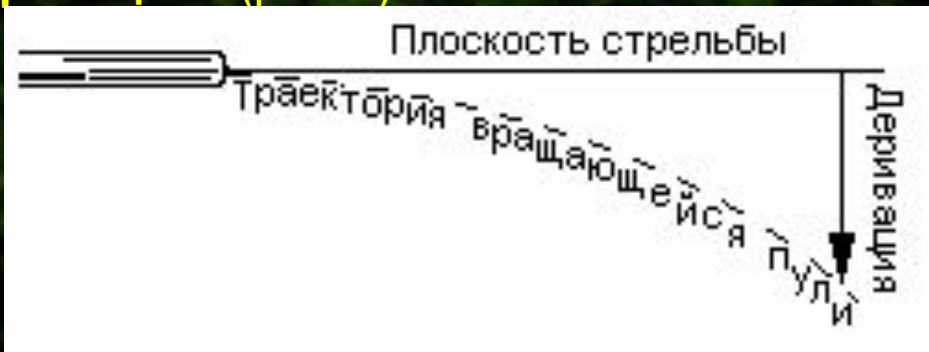 Плоскость стрельбы
Траектория вращающейся пули
Деривация